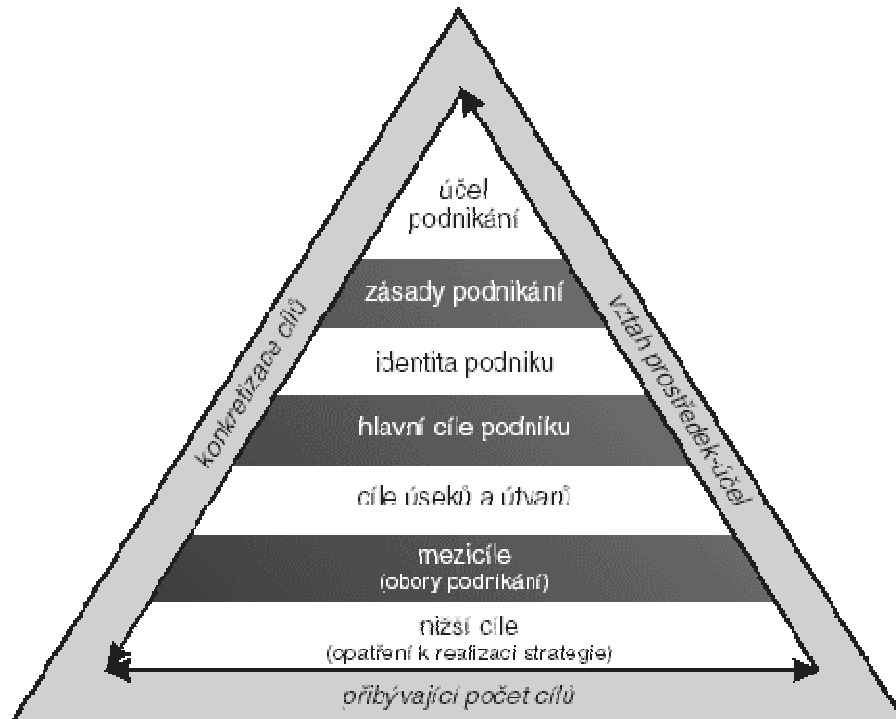 účel
podnikání
zásady podnikání
identita podniku
hlavní cíle podniku
cíle úseků a útvarů
mezicíle
(obory podnikání)
nižší cíle
(opatření k realizaci strategie)
konkretizace cílů
vztah prostředek-účel
přibývající počet cílů